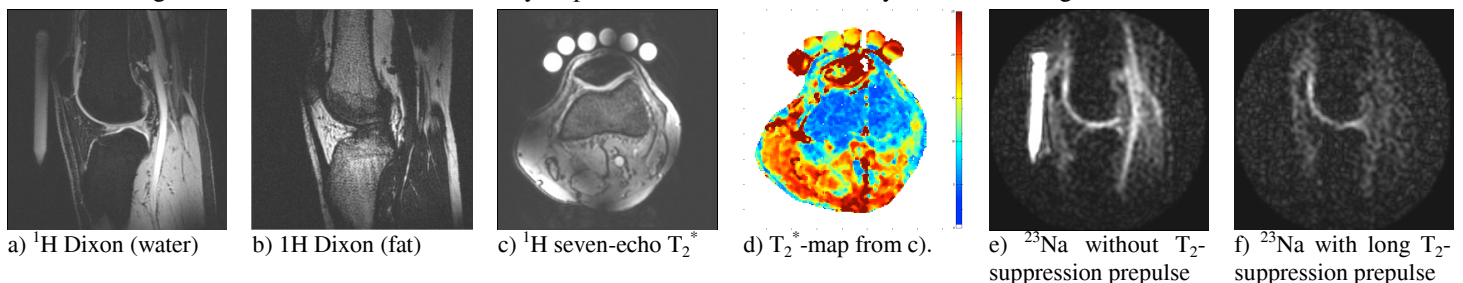 a) ¹H Dixon (water)
b) 1H Dixon (fat)
c) ¹H seven-echo T₂*
d) T₂*-map from c).
e) ²³Na without T₂-
suppression prepulse
f) ²³Na with long T₂-
suppression prepulse